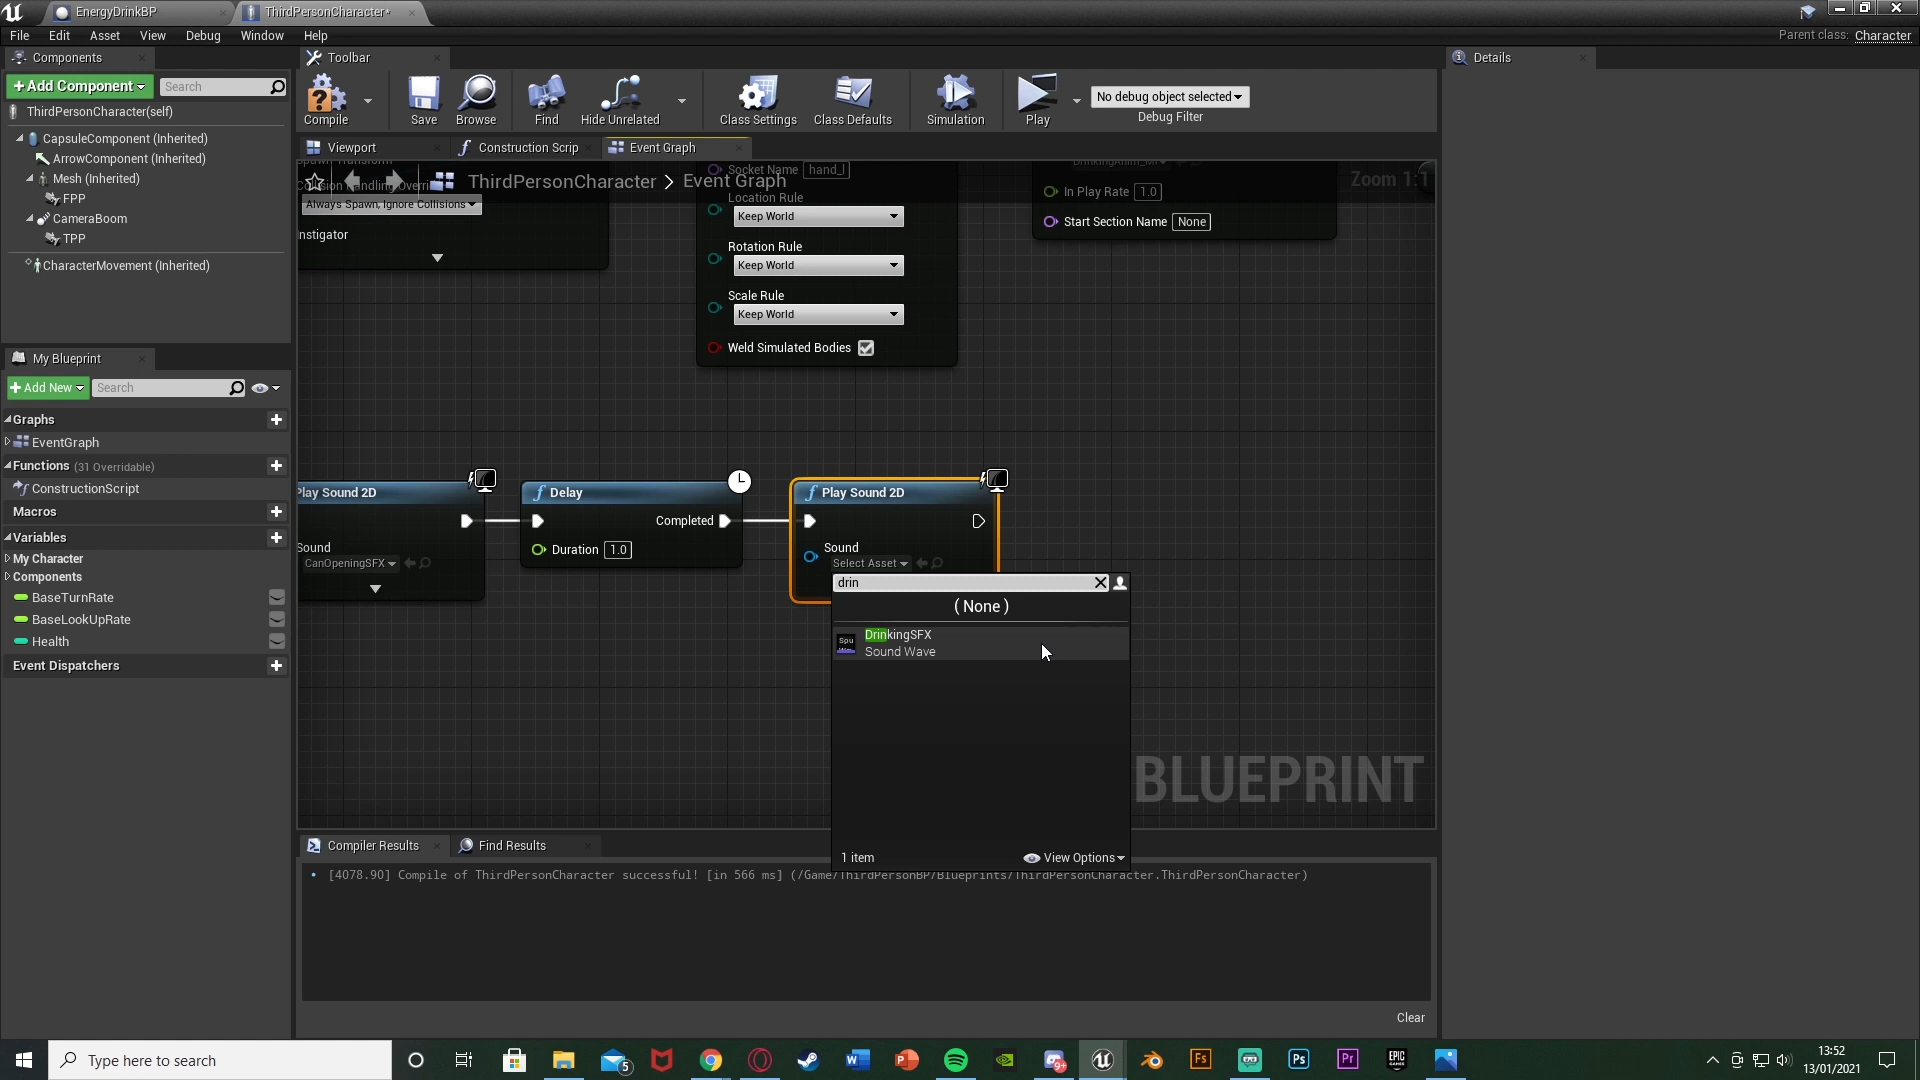 EnergyDrinkBP
ThirdPersonCharacter*
File Edit Asset View Debug Window Help
Parent class: Character
Components
Toolbar
Details
+Add Component
Search
ThirdPersonCharacter(self)
CapsuleComponent (Inherited)
ArrowComponent (Inherited)
Mesh (Inherited)
FPP
CameraBoom
TPP
CharacterMovement (Inherited)
Compile
Save
Browse
Find
Hide Unrelated
Class Settings
Class Defaults
Simulation
Play
No debug object selected
Debug Filter
Viewport
Construction Scrip
Event Graph
ThirdPersonCharacter > Event Graph
Zoom 1:1
Always Spawn, Ignore Collisions
nstigator
Socket Name hand_l
Location Rule
Keep World
Rotation Rule
Keep World
Scale Rule
Keep World
Weld Simulated Bodies
In Play Rate 1.0
Start Section Name None
My Blueprint
+Add New
Search
Graphs
EventGraph
Functions (31 Overridable)
ConstructionScript
Macros
Variables
My Character
Components
BaseTurnRate
BaseLookUpRate
Health
Event Dispatchers
Play Sound 2D
Sound
CanOpeningSFX
Delay
Completed
Duration 1.0
Play Sound 2D
Sound
Select Asset
drin
( None )
DrinkingSFX
Sound Wave
1 item
View Options
BLUEPRINT
Compiler Results
Find Results
[4078.90] Compile of ThirdPersonCharacter successful! [in 566 ms] (/Game/ThirdPersonBP/Blueprints/ThirdPersonCharacter.ThirdPersonCharacter)
Clear
Type here to search
13:52
13/01/2021